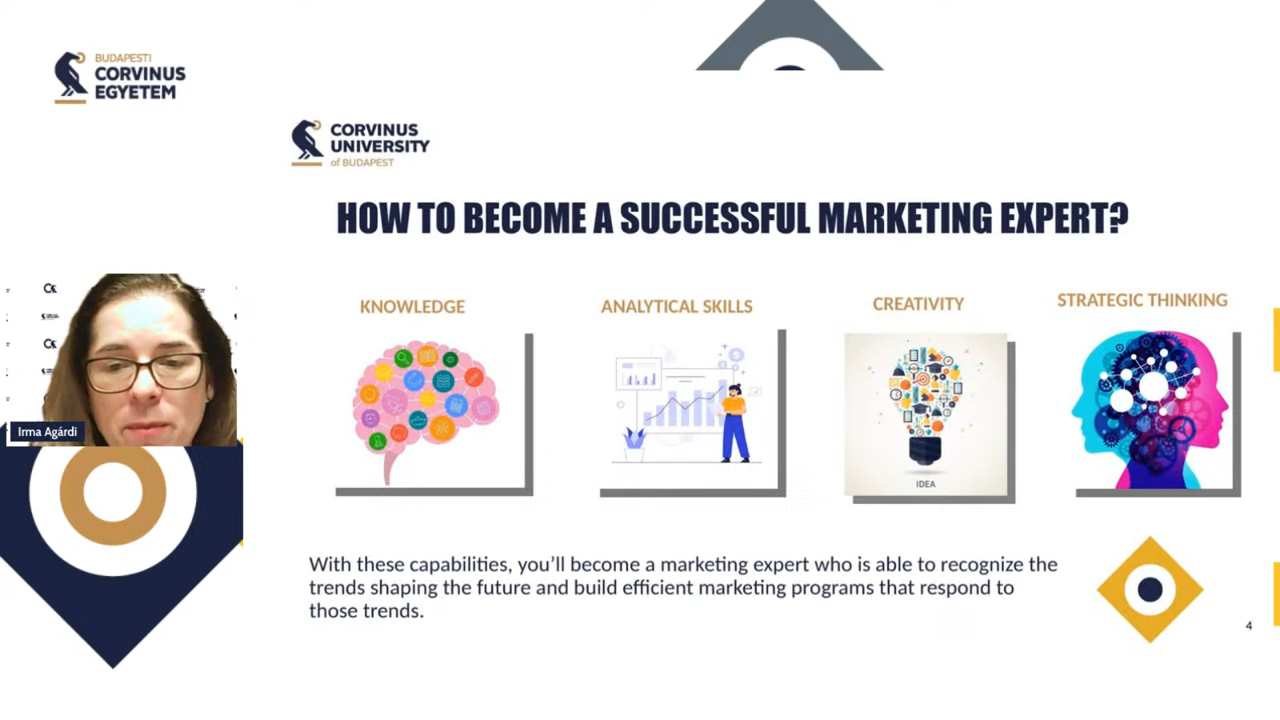 BUDAPESTI
CORVINUS
EGYETEM
CORVINUS
UNIVERSITY
of BUDAPEST
HOW TO BECOME A SUCCESSFUL MARKETING EXPERT?
KNOWLEDGE
ANALYTICAL SKILLS
CREATIVITY
STRATEGIC THINKING
IDEA
Irma Agárdi
With these capabilities, you’ll become a marketing expert who is able to recognize the
trends shaping the future and build efficient marketing programs that respond to
those trends.
4